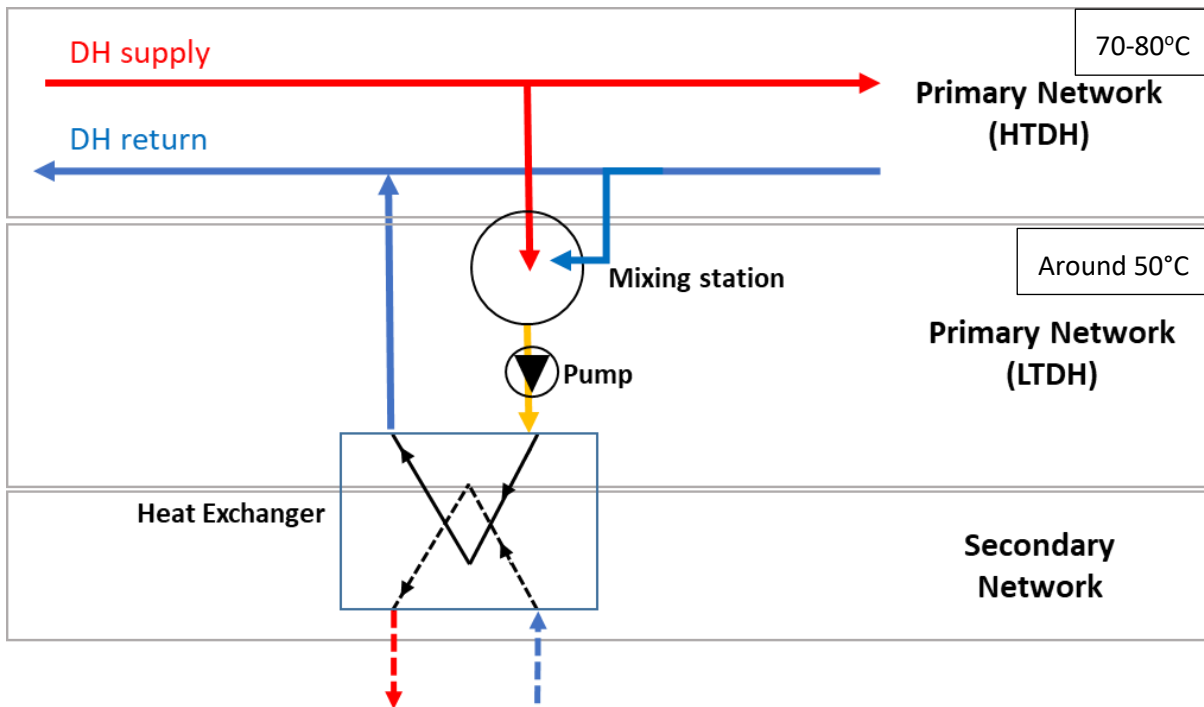 70-80°C
DH supply
Primary Network
(HTDH)
DH return
Mixing station
Around 50°C
Primary Network
(LTDH)
Pump
Heat Exchanger
Secondary
Network